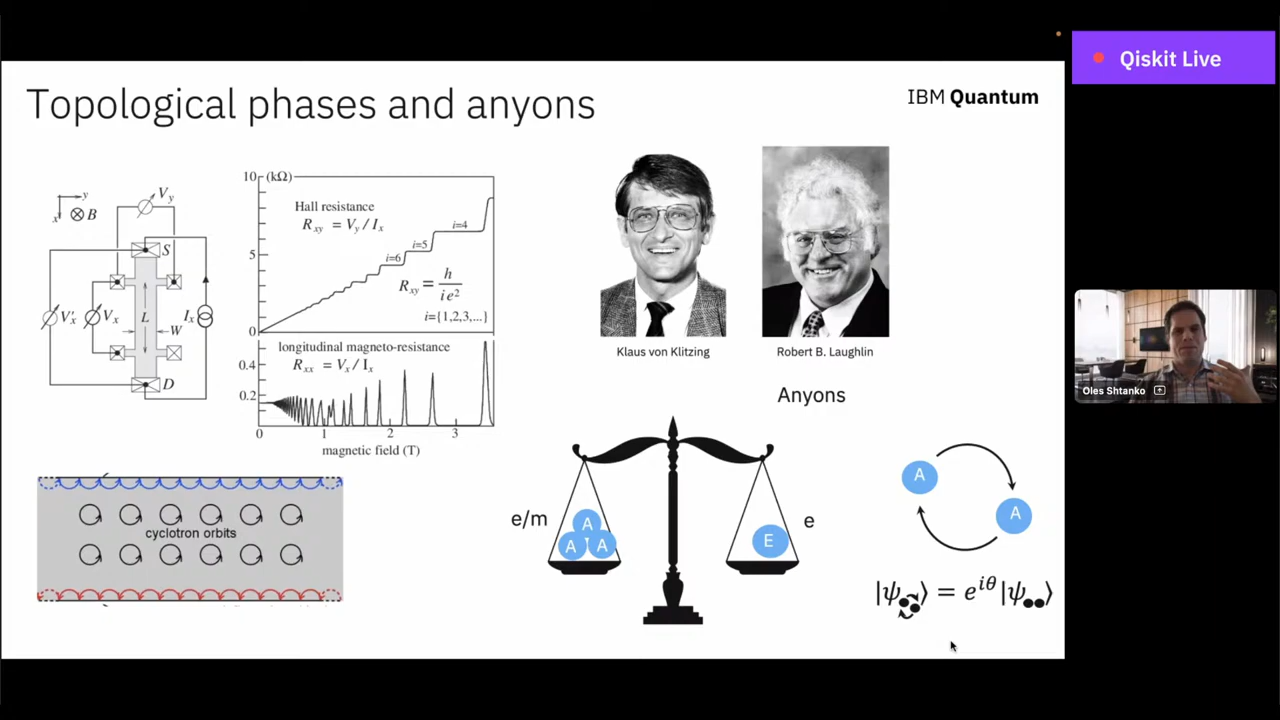 Qiskit Live
Topological phases and anyons
IBM Quantum
y
x
B
V_y
S
V'_x
V_x
L
W
I_x
D
10 (kΩ)
Hall resistance
R_xy = V_y / I_x
i=4
i=5
5
i=6
R_xy = h / ie²
i={1,2,3,...}
0
longitudinal magneto-resistance
R_xx = V_x / I_x
0.4
0.2
0 1 2 3
magnetic field (T)
cyclotron orbits
Klaus von Klitzing
Robert B. Laughlin
Anyons
e/m
A
A A
E
e
A
A
|ψ⟩ = e^{iθ}|ψ⟩
Oles Shtanko